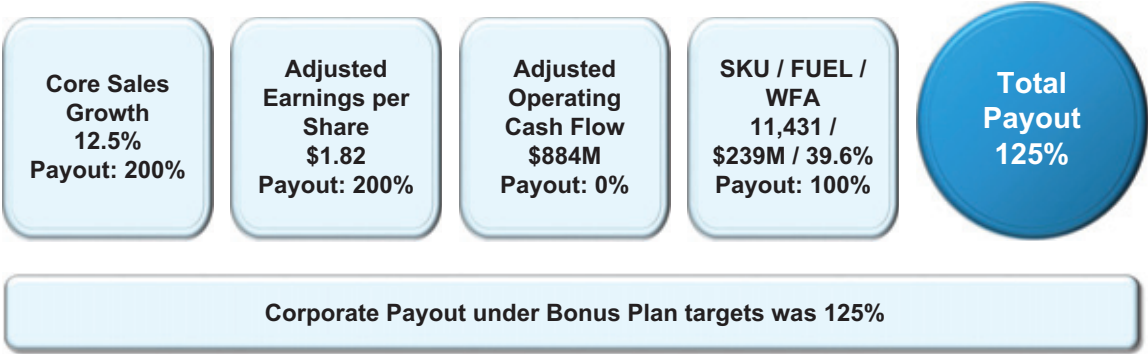 Core Sales
Growth
12.5%
Payout: 200%
Adjusted
Earnings per
Share
$1.82
Payout: 200%
Adjusted
Operating
Cash Flow
$884M
Payout: 0%
SKU / FUEL /
WFA
11,431 /
$239M / 39.6%
Payout: 100%
Total
Payout
125%
Corporate Payout under Bonus Plan targets was 125%